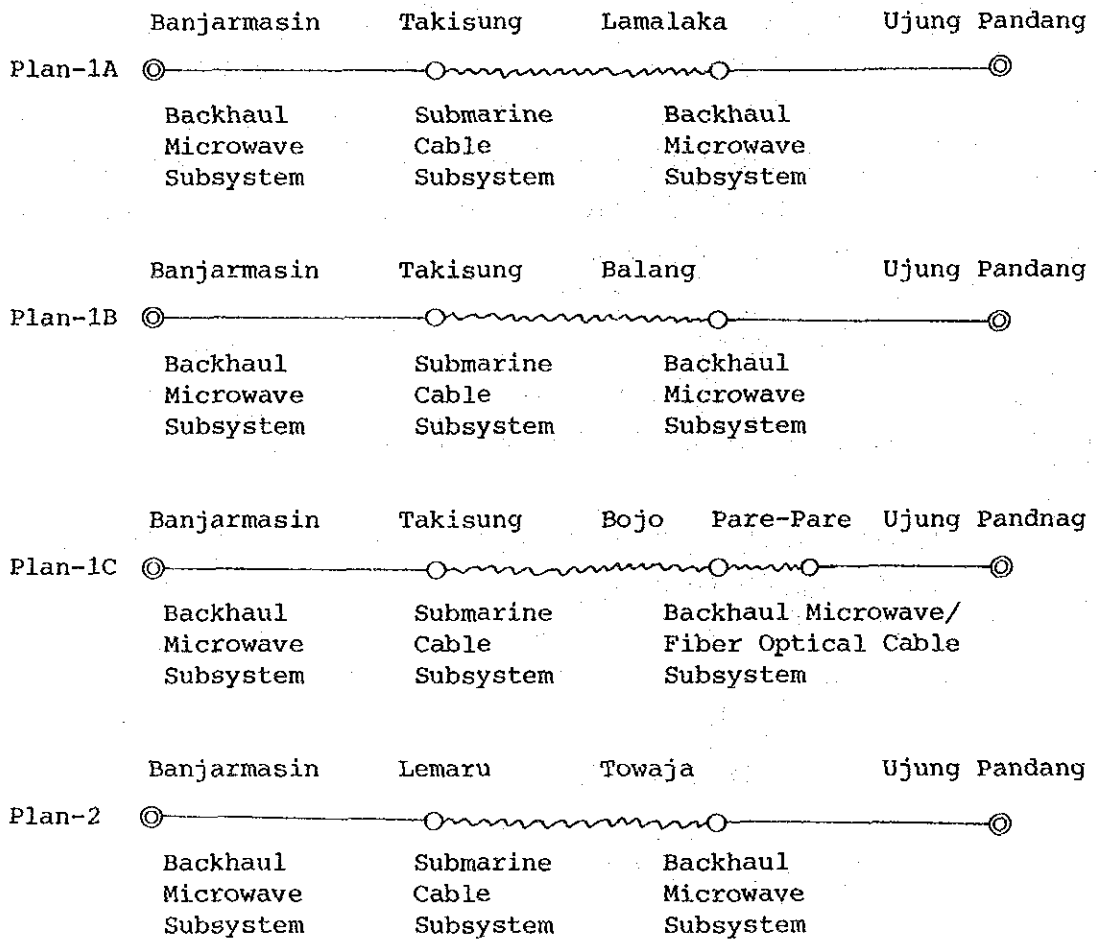 Banjarmasin Takisung Lamalaka Ujung Pandang
Plan-1A
Backhaul Submarine Backhaul
Microwave Cable Microwave
Subsystem Subsystem Subsystem
Banjarmasin Takisung Balang Ujung Pandang
Plan-1B
Backhaul Submarine Backhaul
Microwave Cable Microwave
Subsystem Subsystem Subsystem
Banjarmasin Takisung Bojo Pare-Pare Ujung Pandnag
Plan-1C
Backhaul Submarine Backhaul Microwave/
Microwave Cable Fiber Optical Cable
Subsystem Subsystem Subsystem
Banjarmasin Lemaru Towaja Ujung Pandang
Plan-2
Backhaul Submarine Backhaul
Microwave Cable Microwave
Subsystem Subsystem Subsystem